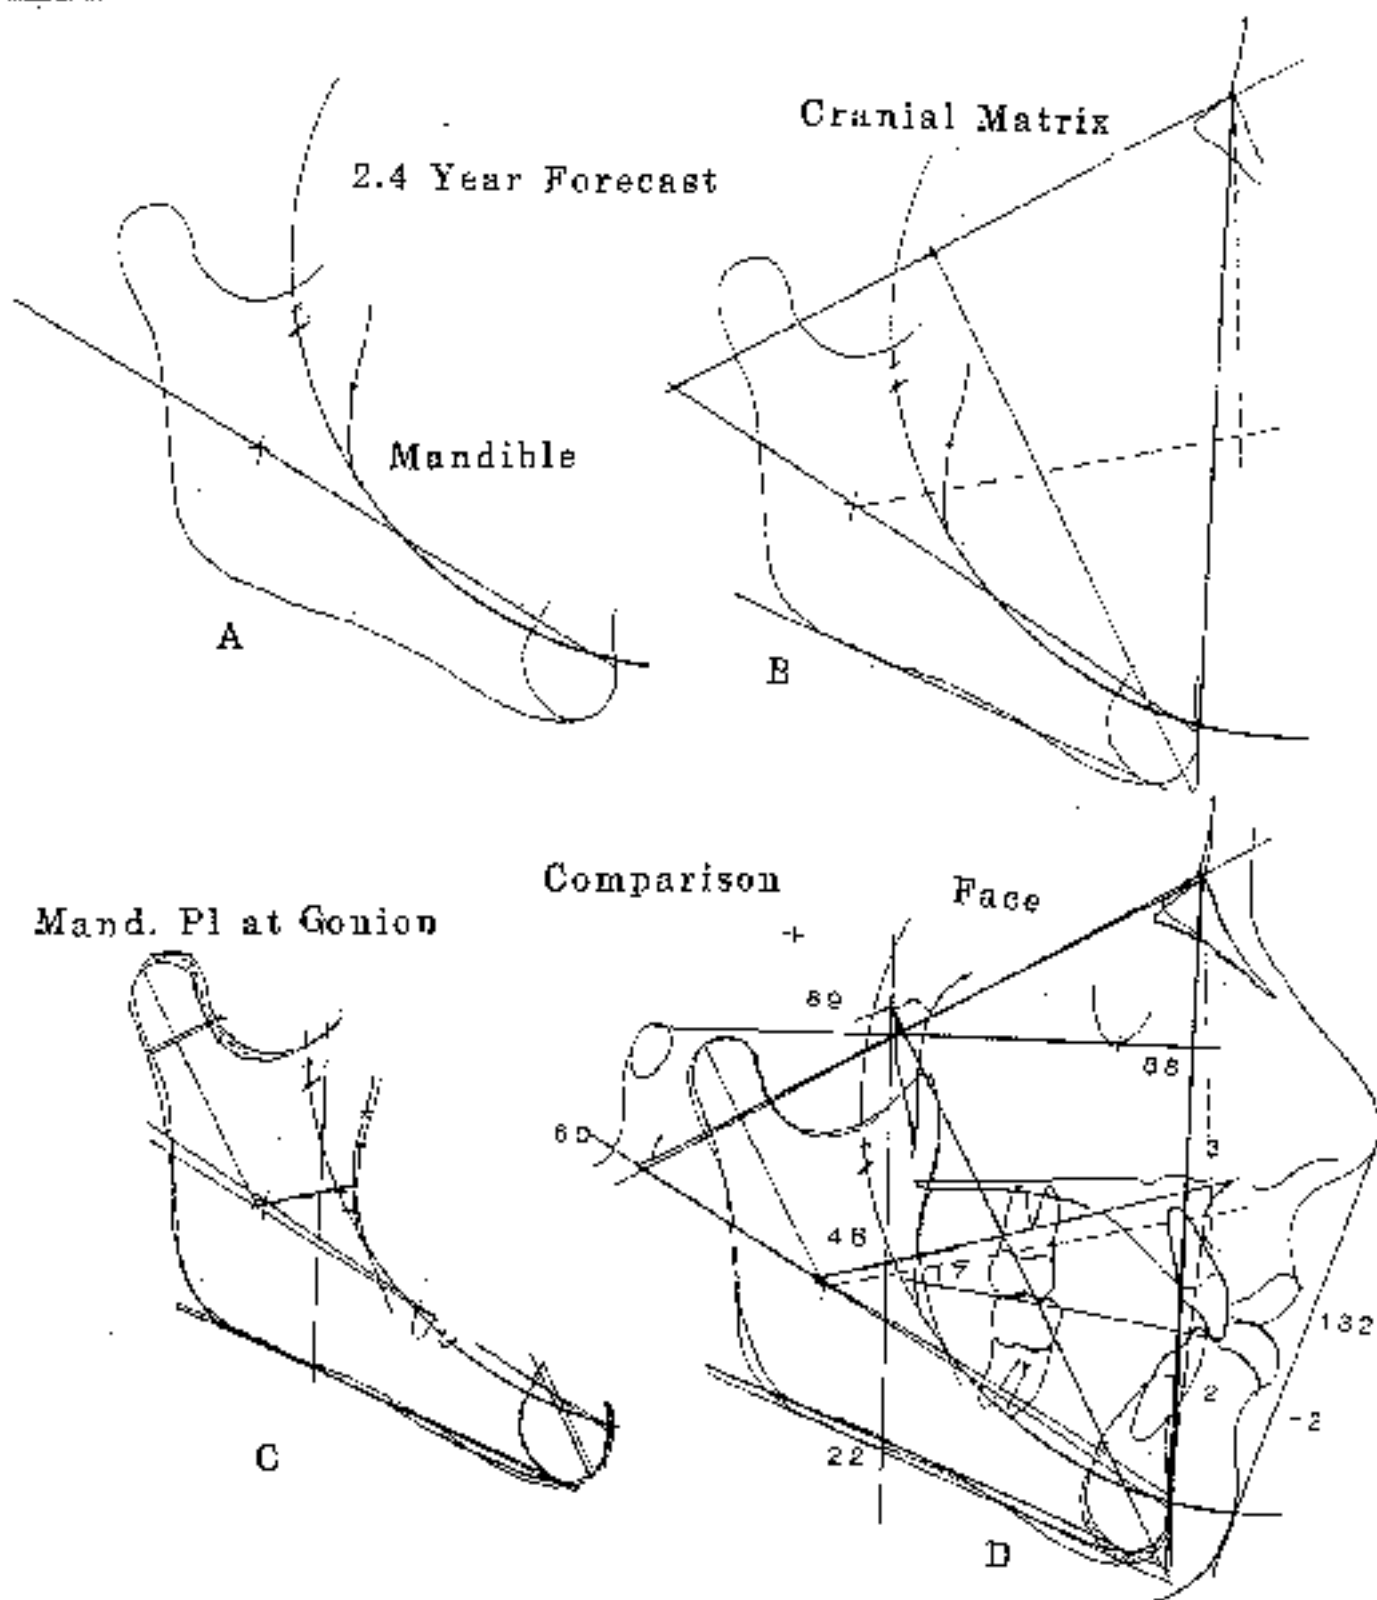 Cranial Matrix
2.4 Year Forecast
Mandible
A
B
Comparison
Face
Mand. Pl at Gonion
89
88
60
3
46
7
132
2
-2
22
C
D